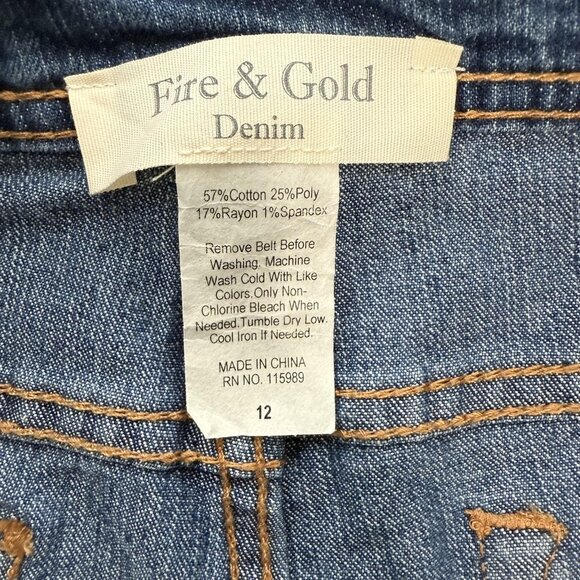 Fire & Gold
Denim
57%Cotton 25%Poly
17%Rayon 1%Spandex
Remove Belt Before
Washing. Machine
Wash Cold With Like
Colors.Only Non-
Chlorine Bleach When
Needed.Tumble Dry Low.
Cool Iron If Needed.
MADE IN CHINA
RN NO. 115989
12